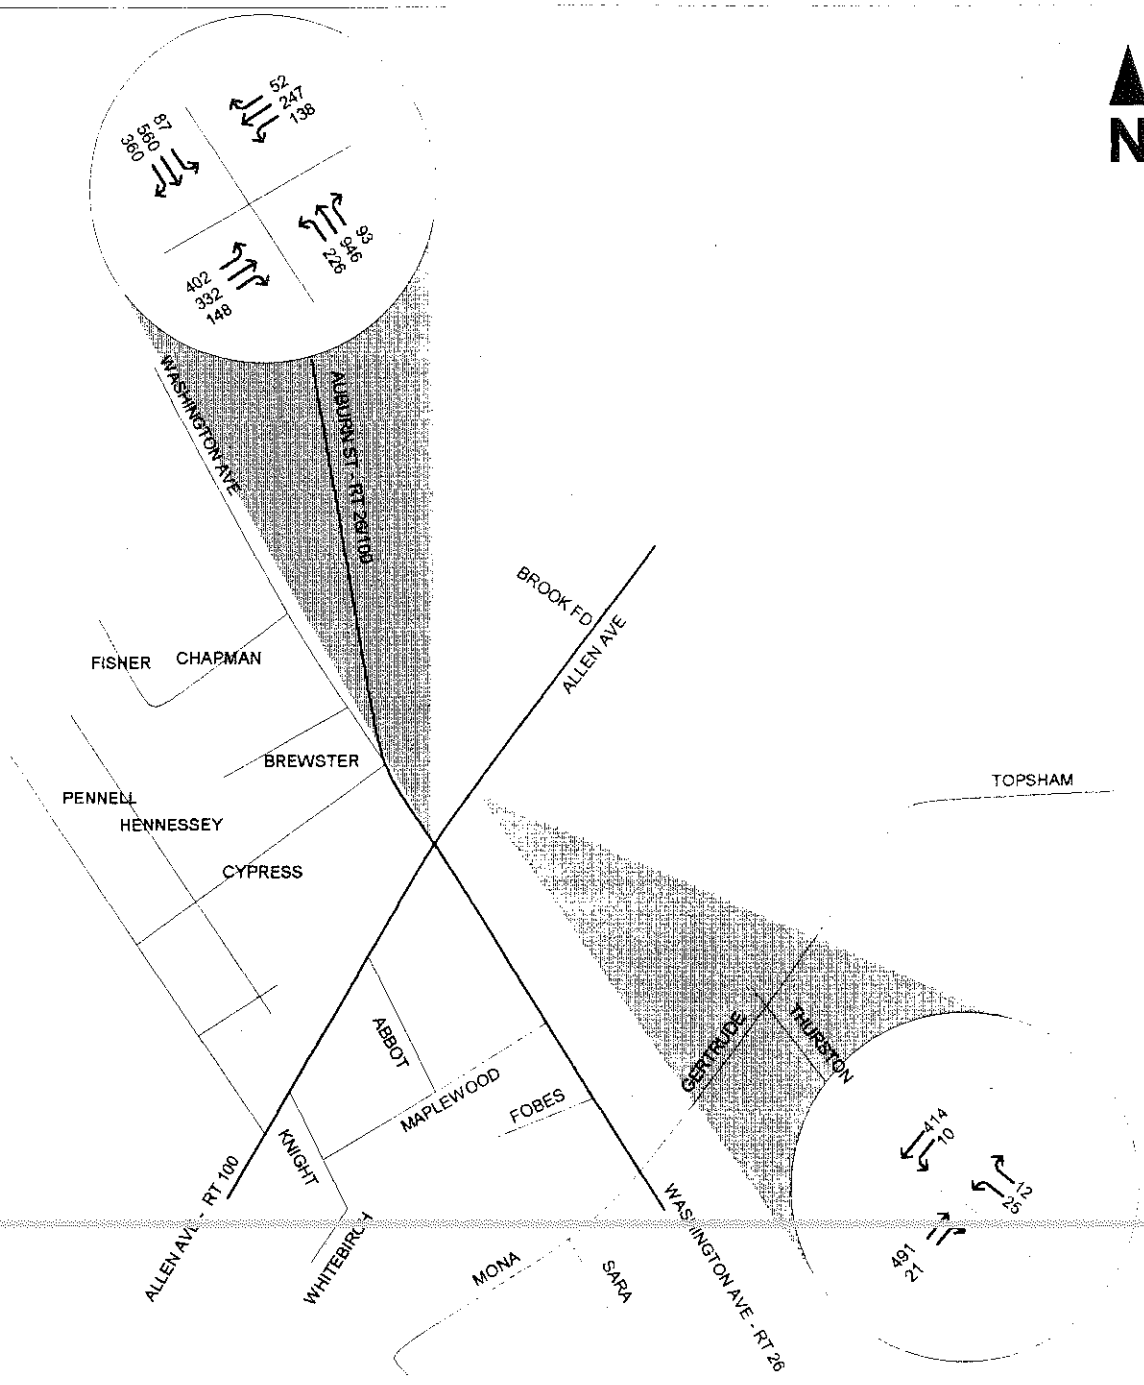 N
52
247
138
87
560
360
93
946
226
402
332
148
WASHINGTON AVE
AUBURN ST - RT 26/100
BROOK FD
ALLEN AVE
FISHER
CHAPMAN
BREWSTER
TOPSHAM
PENNELL
HENNESSEY
CYPRESS
ABBOT
GERTRUDE
THURSTON
MAPLEWOOD
FOBES
KNIGHT
414
10
12
25
491
21
ALLEN AVE - RT 100
WHITEBIRCH
MONA
SARA
WASHINGTON AVE - RT 26